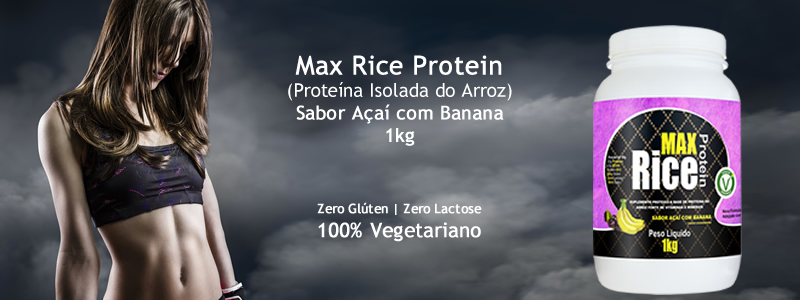 Max Rice Protein
(Proteína Isolada do Arroz)
Sabor Açaí com Banana
1kg
Zero Glúten | Zero Lactose
100% Vegetariano
MAX
Rice
Protein
SABOR AÇAÍ COM BANANA
Peso Líquido
1kg